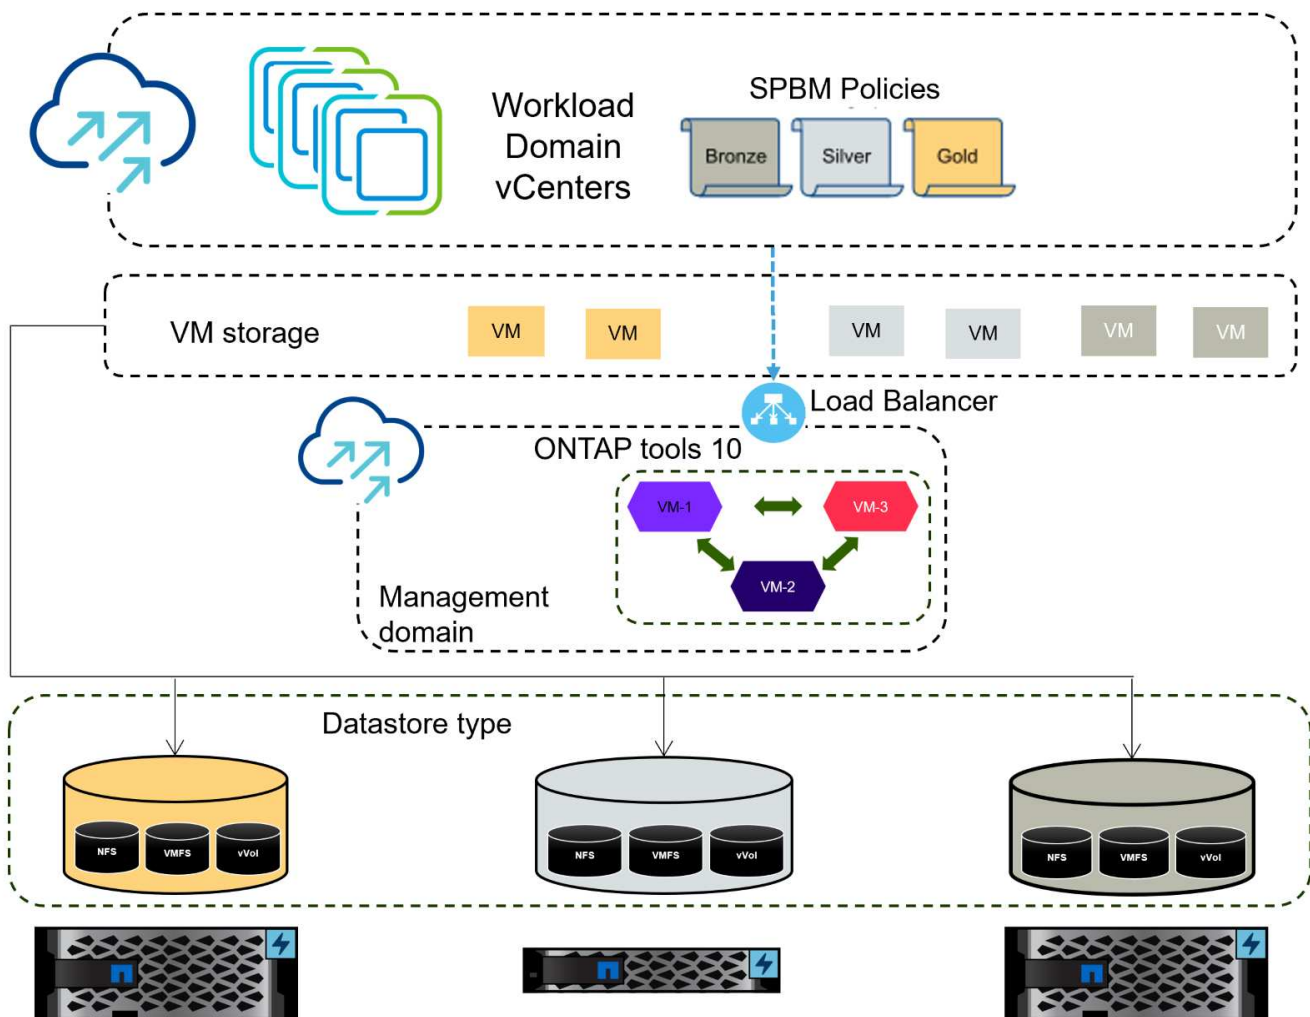 SPBM Policies
Workload
Domain
vCenters
Bronze
Silver
Gold
VM storage
VM
VM
VM
VM
VM
VM
Load Balancer
ONTAP tools 10
VM-1
VM-3
VM-2
Management
domain
Datastore type
NFS
VMFS
vVol
NFS
VMFS
vVol
NFS
VMFS
vVol